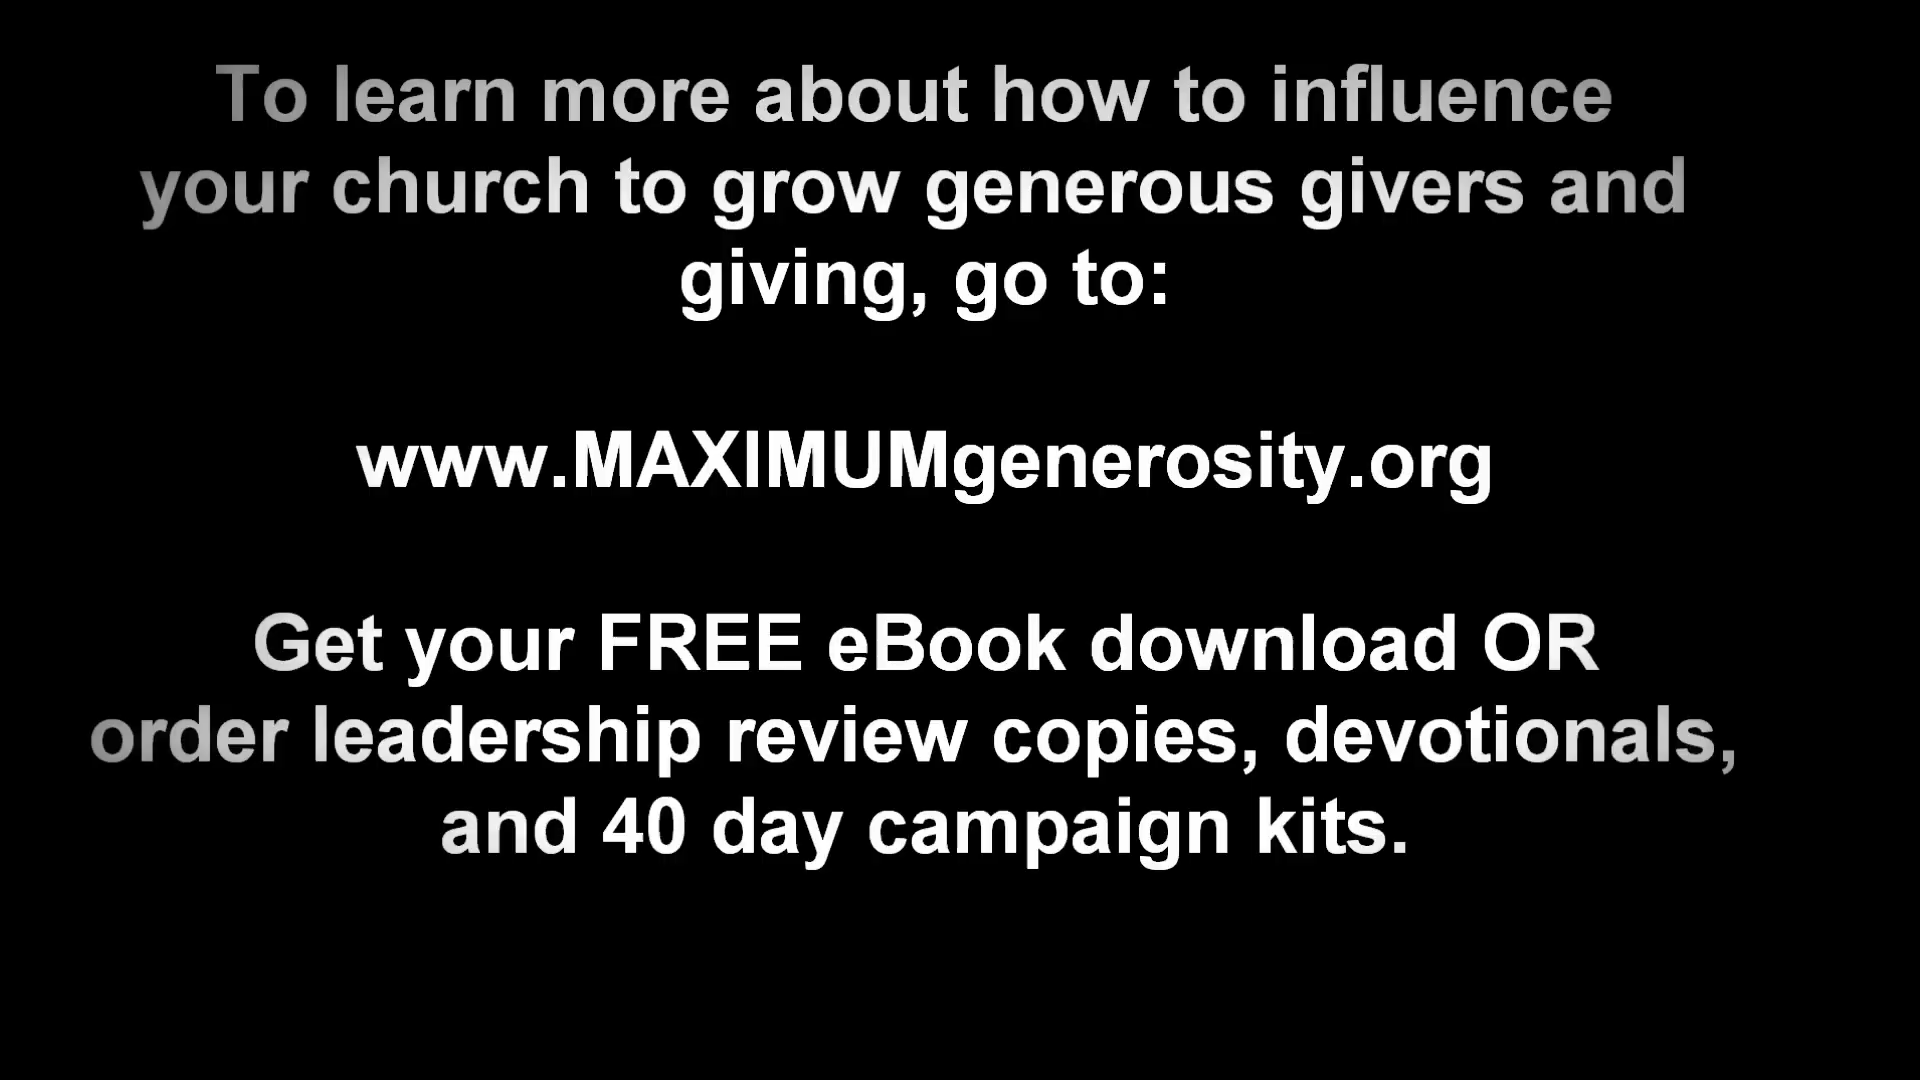 To learn more about how to influence
your church to grow generous givers and
giving, go to:
www.MAXIMUMgenerosity.org
Get your FREE eBook download OR
order leadership review copies, devotionals,
and 40 day campaign kits.